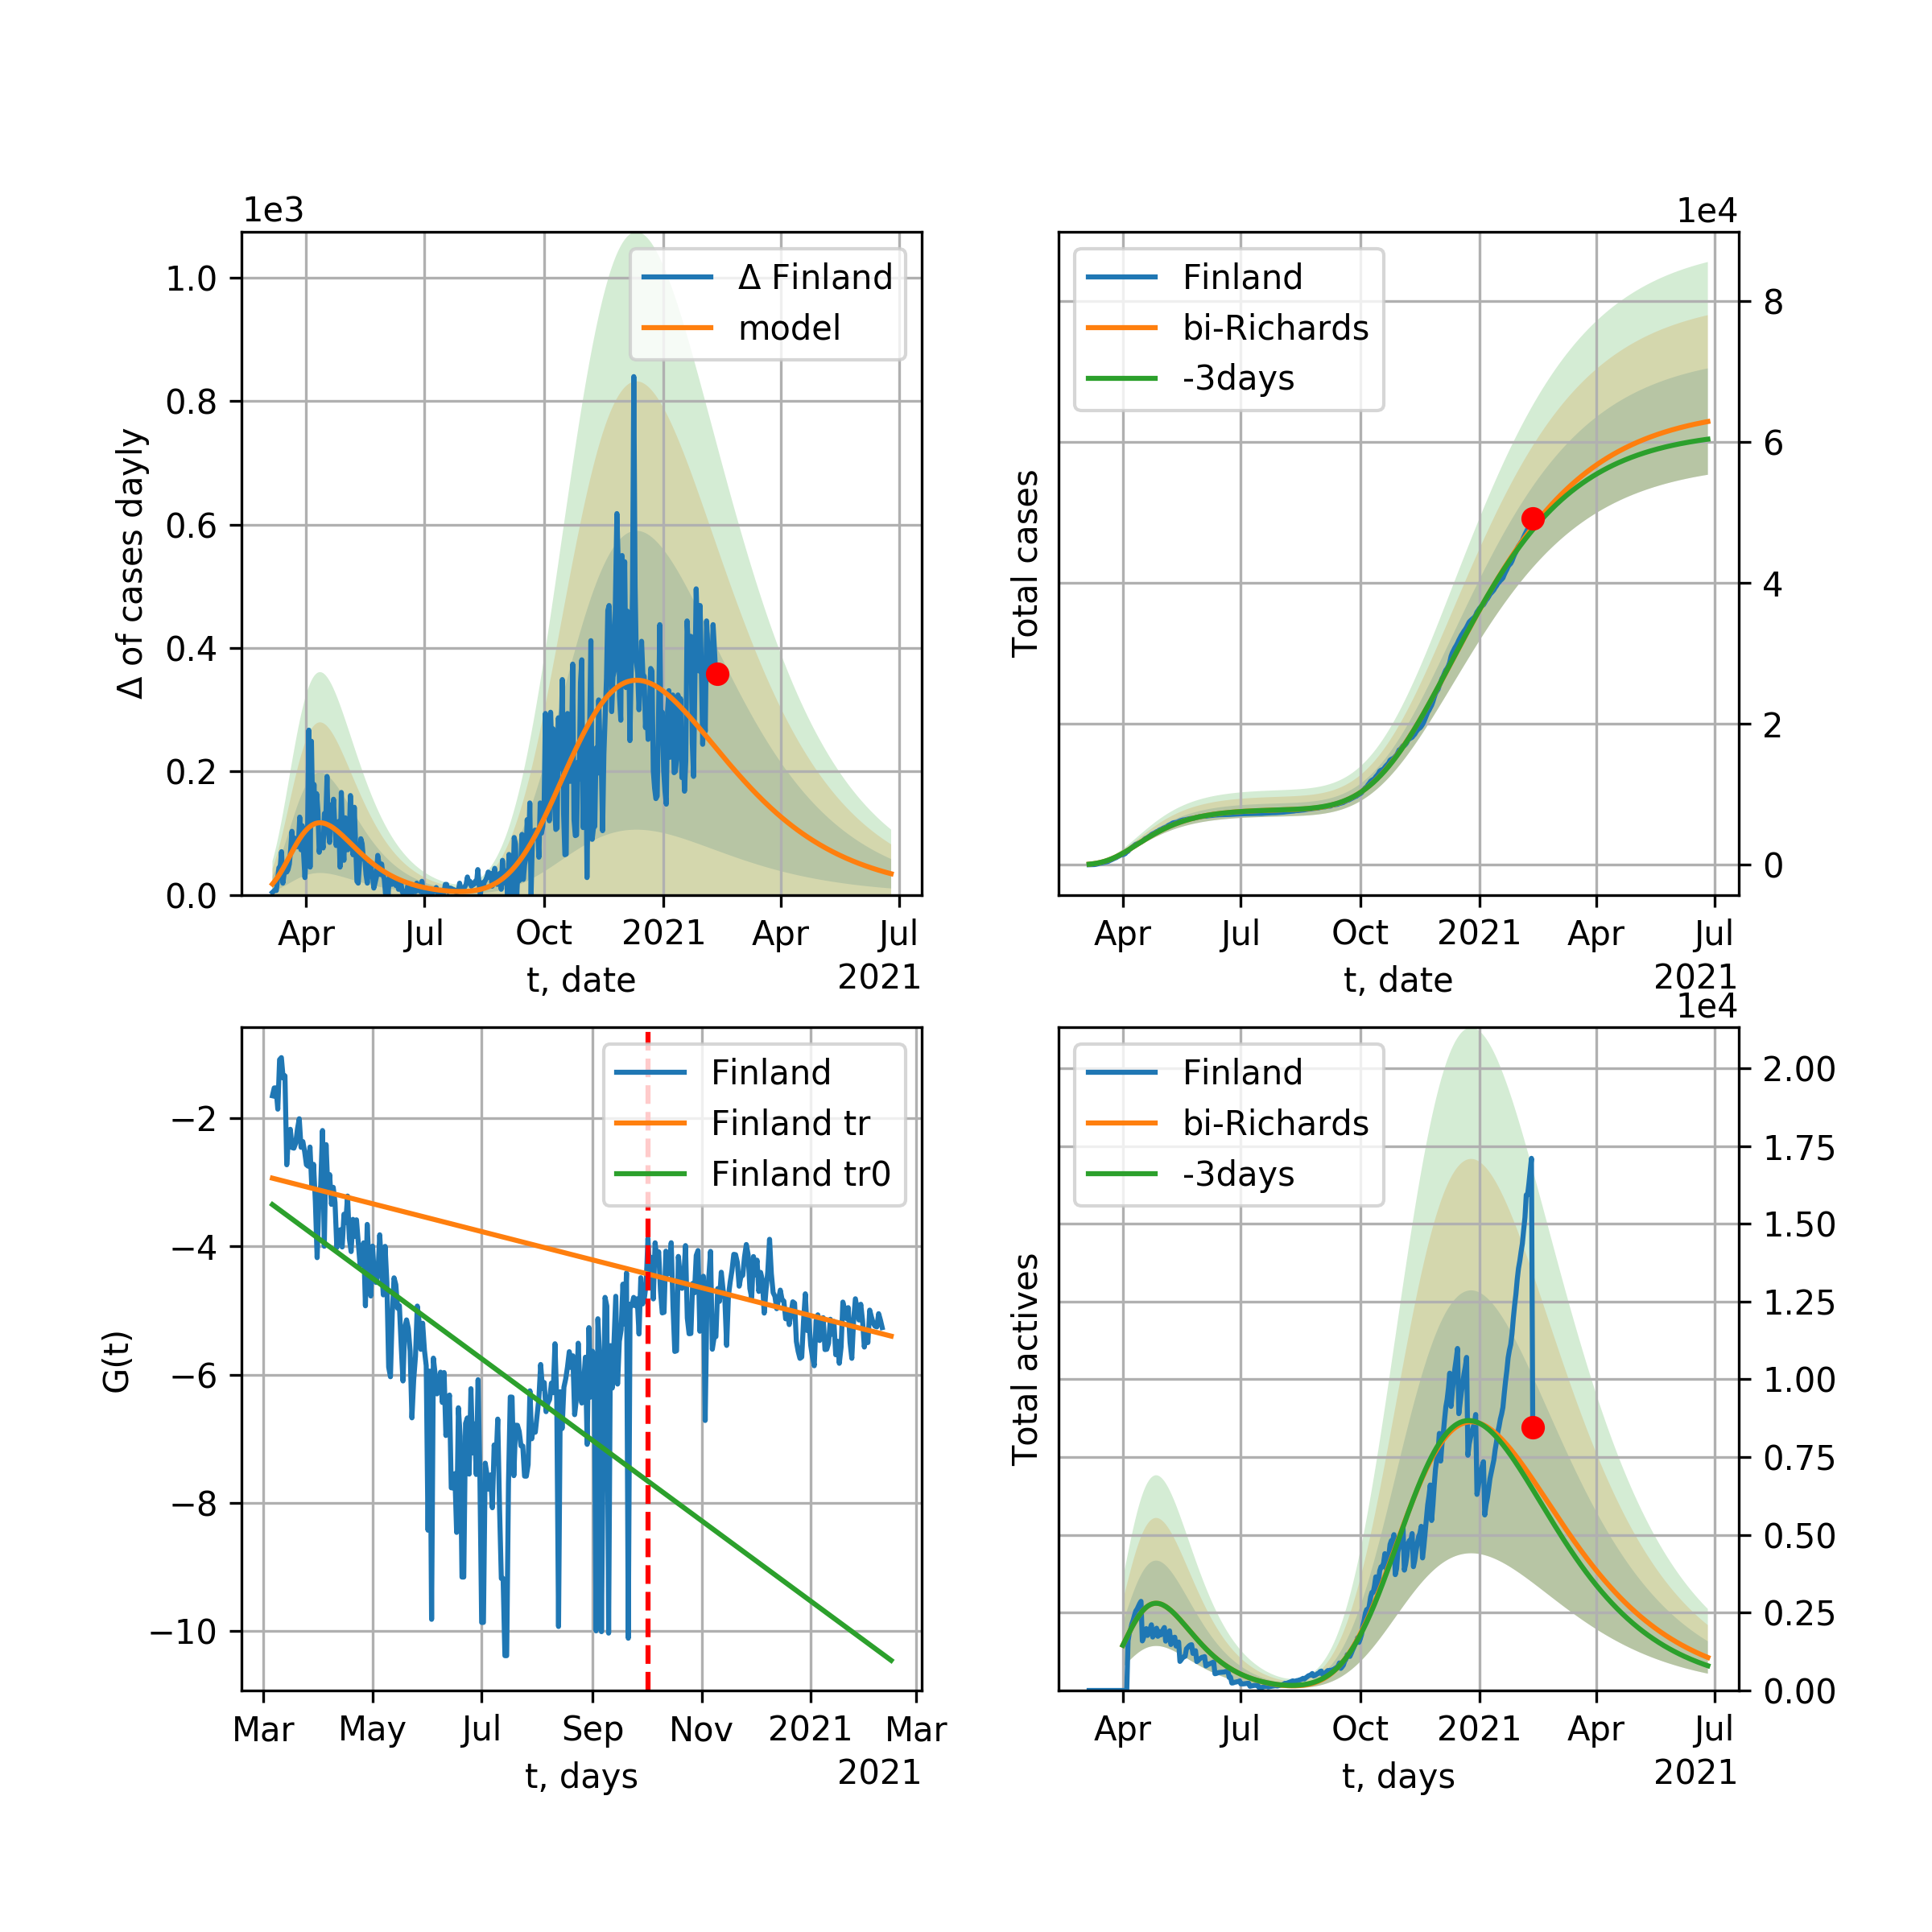 1e3
Δ of cases dayly
1.0
0.8
0.6
0.4
0.2
0.0
Δ Finland
model
Apr Jul Oct 2021 Apr Jul
t, date
2021
1e4
Total cases
Finland
bi-Richards
-3days
8
6
4
2
0
Apr Jul Oct 2021 Apr Jul
t, date
2021
G(t)
−2
−4
−6
−8
−10
Finland
Finland tr
Finland tr0
Mar May Jul Sep Nov 2021 Mar
t, days
2021
1e4
Total actives
Finland
bi-Richards
-3days
2.00
1.75
1.50
1.25
1.00
0.75
0.50
0.25
0.00
Apr Jul Oct 2021 Apr Jul
t, days
2021